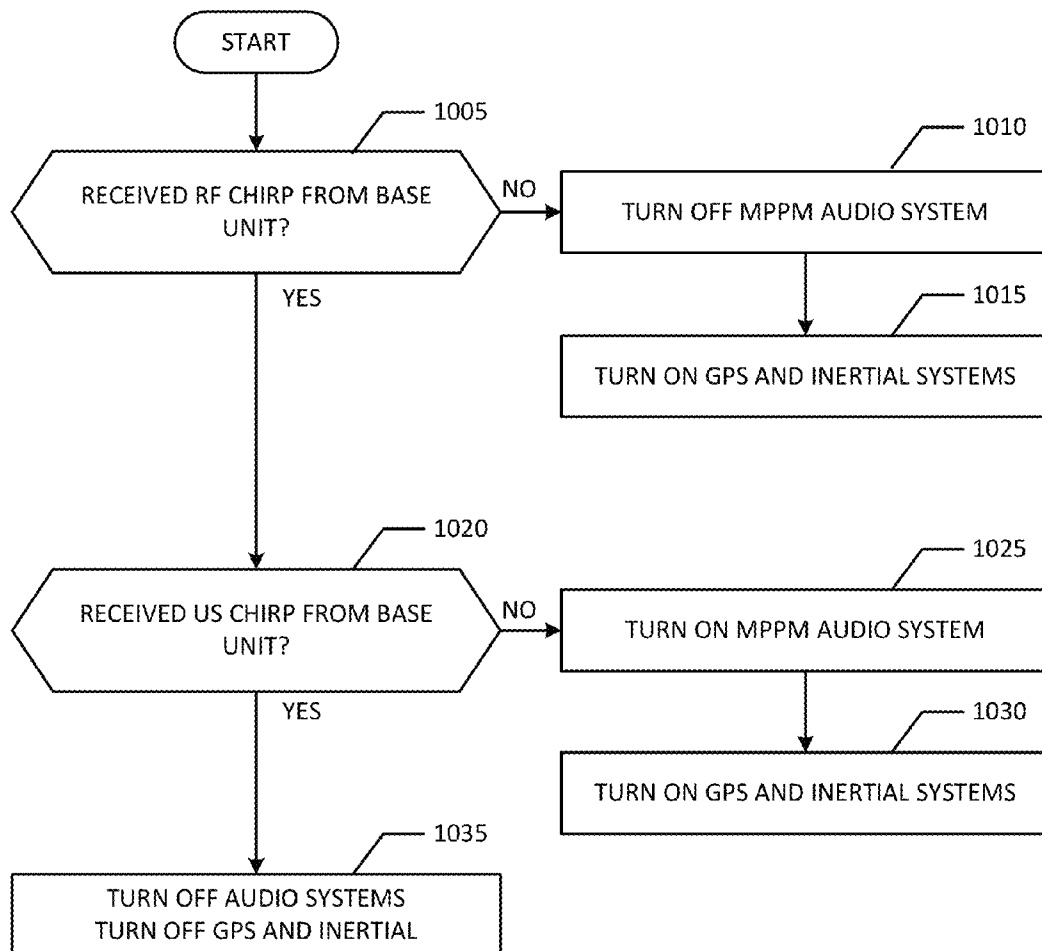 START
1005
RECEIVED RF CHIRP FROM BASE
UNIT?
NO
1010
TURN OFF MPPM AUDIO SYSTEM
YES
1015
TURN ON GPS AND INERTIAL SYSTEMS
1020
RECEIVED US CHIRP FROM BASE
UNIT?
NO
1025
TURN ON MPPM AUDIO SYSTEM
YES
1030
TURN ON GPS AND INERTIAL SYSTEMS
1035
TURN OFF AUDIO SYSTEMS
TURN OFF GPS AND INERTIAL